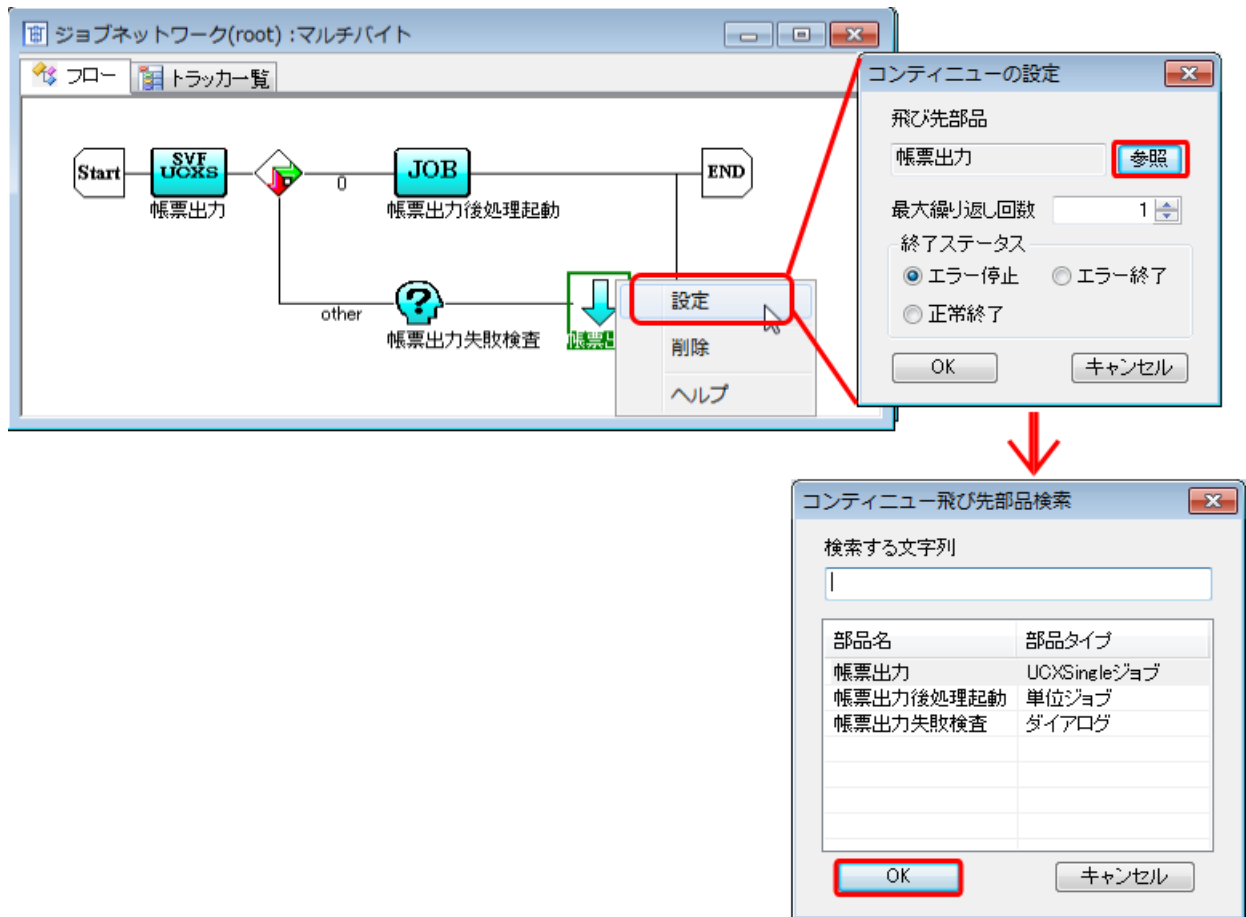 ジョブネットワーク(root) :マルチバイト
フロー トラッカ一覧
Start
SVF
UCXS
帳票出力
0
JOB
帳票出力後処理起動
END
other
帳票出力失敗検査
帳票出
設定
削除
ヘルプ
コンティニューの設定
飛び先部品
帳票出力 参照
最大繰り返し回数 1
終了ステータス
エラー停止 エラー終了
正常終了
OK キャンセル
コンティニュー飛び先部品検索
検索する文字列
部品名 部品タイプ
帳票出力 UCXSingleジョブ
帳票出力後処理起動 単位ジョブ
帳票出力失敗検査 ダイアログ
OK キャンセル